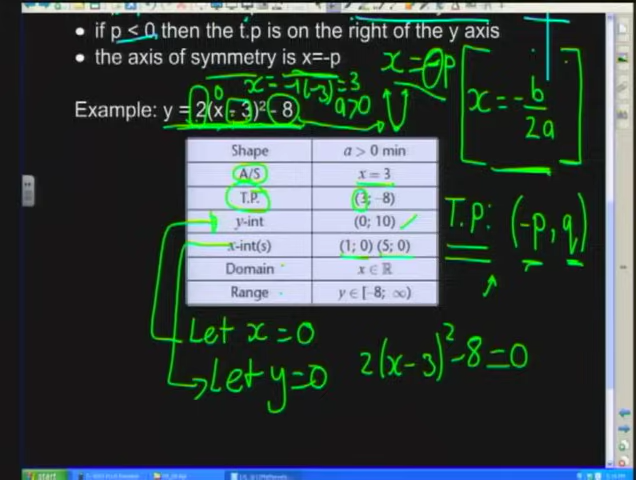 • if p < 0, then the t.p is on the right of the y axis
• the axis of symmetry is x=-p
x = -p
x = -1(-3) = 3
a>0
Example: y = 2(x - 3)² - 8
x = -b/2a
Shape a > 0 min
A/S x = 3
T.P. (3; -8)
y-int (0; 10)
x-int(s) (1; 0) (5; 0)
Domain x ∈ ℝ
Range y ∈ [-8; ∞)
T.P: (-p, q)
Let x = 0
Let y = 0 2(x-3)² - 8 = 0
start